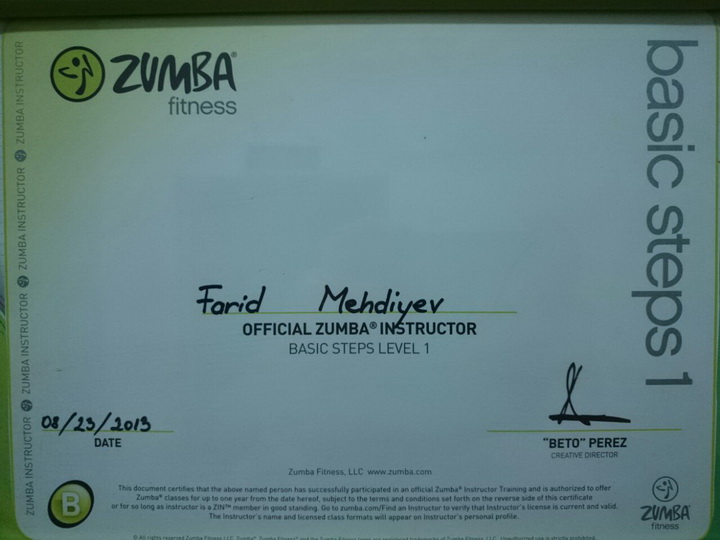 ZUMBA®
fitness
basic steps 1
ZUMBA INSTRUCTOR ZUMBA INSTRUCTOR ZUMBA INSTRUCTOR ZUMBA INSTRUCTOR
Farid Mehdiyev
OFFICIAL ZUMBA® INSTRUCTOR
BASIC STEPS LEVEL 1
08/23/2013
DATE
"BETO" PEREZ
CREATIVE DIRECTOR
Zumba Fitness, LLC www.zumba.com
B
This document certifies that the above named person has successfully participated in an official Zumba® Instructor Training and is authorized to offer
Zumba® classes for up to one year from the date hereof, subject to the terms and conditions set forth on the reverse side of this certificate
or for so long as instructor is a ZIN™ member in good standing. Go to zumba.com/Find an Instructor to verify that Instructor's license is current and valid.
The Instructor's name and licensed class formats will appear on Instructor's personal profile.
ZUMBA
fitness